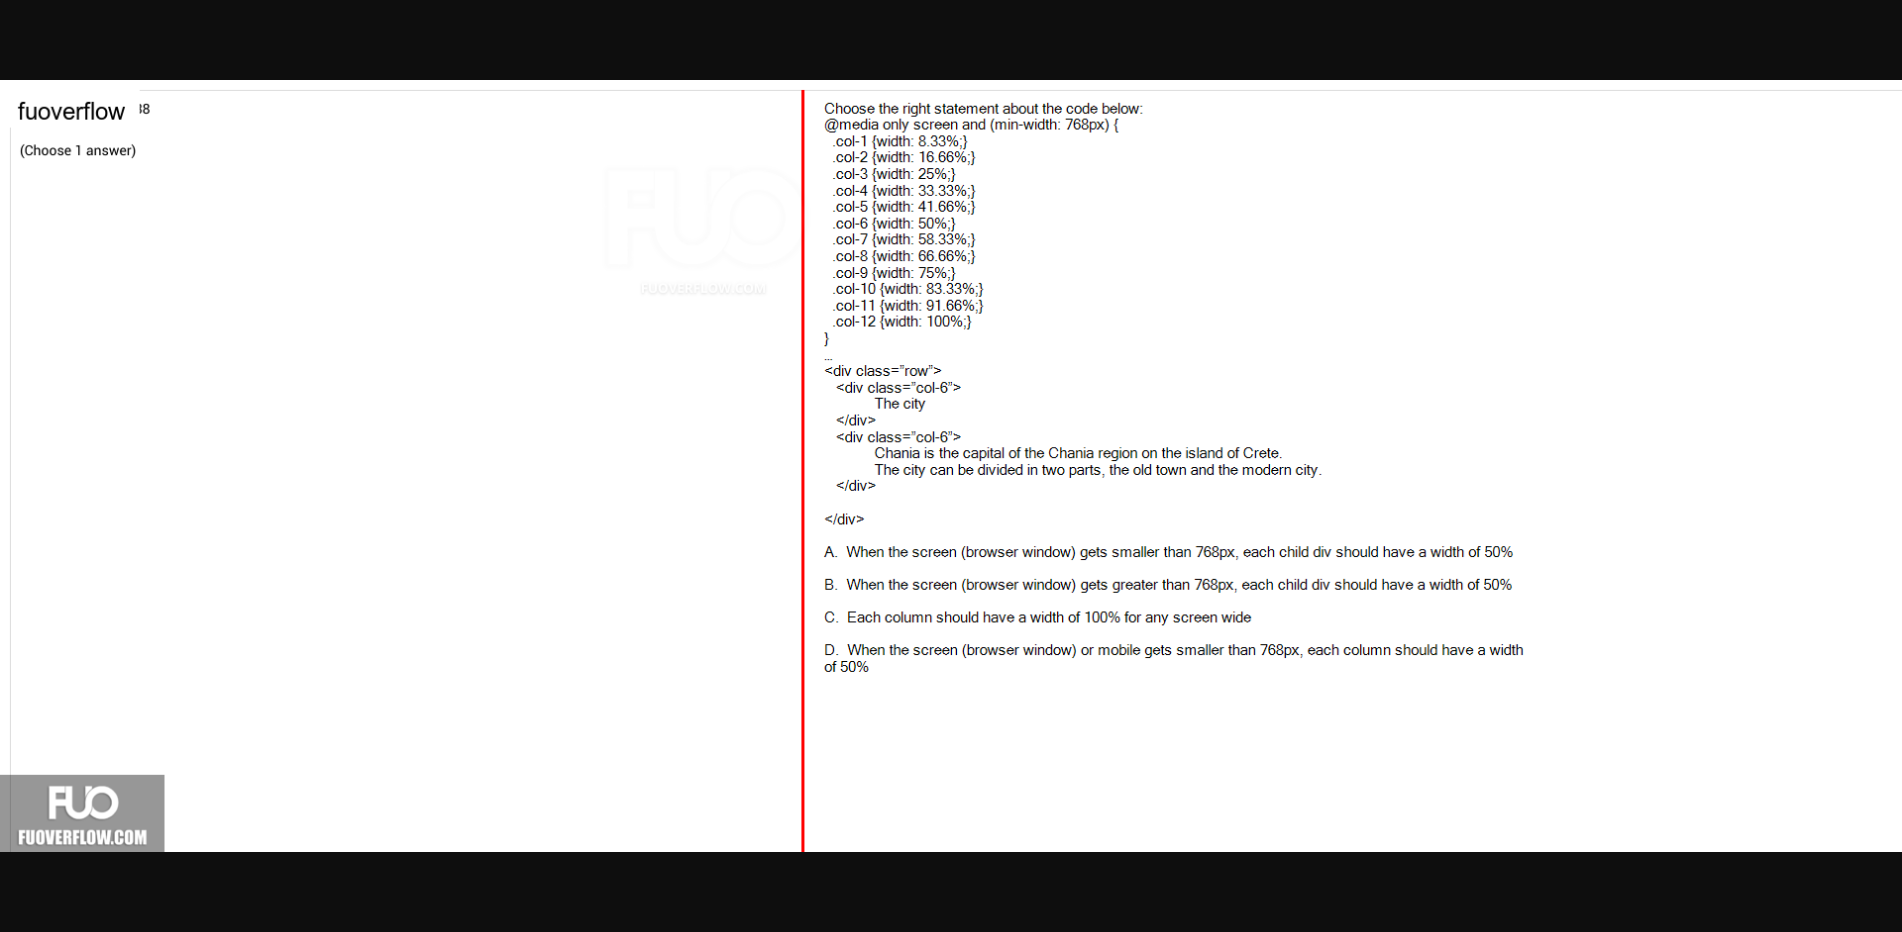 fuoverflow 38
(Choose 1 answer)
FUO
FUOVERFLOW.COM
Choose the right statement about the code below:
@media only screen and (min-width: 768px) {
.col-1 {width: 8.33%;}
.col-2 {width: 16.66%;}
.col-3 {width: 25%;}
.col-4 {width: 33.33%;}
.col-5 {width: 41.66%;}
.col-6 {width: 50%;}
.col-7 {width: 58.33%;}
.col-8 {width: 66.66%;}
.col-9 {width: 75%;}
.col-10 {width: 83.33%;}
.col-11 {width: 91.66%;}
.col-12 {width: 100%;}
}
...
<div class="row">
<div class="col-6">
The city
</div>
<div class="col-6">
Chania is the capital of the Chania region on the island of Crete.
The city can be divided in two parts, the old town and the modern city.
</div>
</div>
A. When the screen (browser window) gets smaller than 768px, each child div should have a width of 50%
B. When the screen (browser window) gets greater than 768px, each child div should have a width of 50%
C. Each column should have a width of 100% for any screen wide
D. When the screen (browser window) or mobile gets smaller than 768px, each column should have a width
of 50%
FUO
FUOVERFLOW.COM